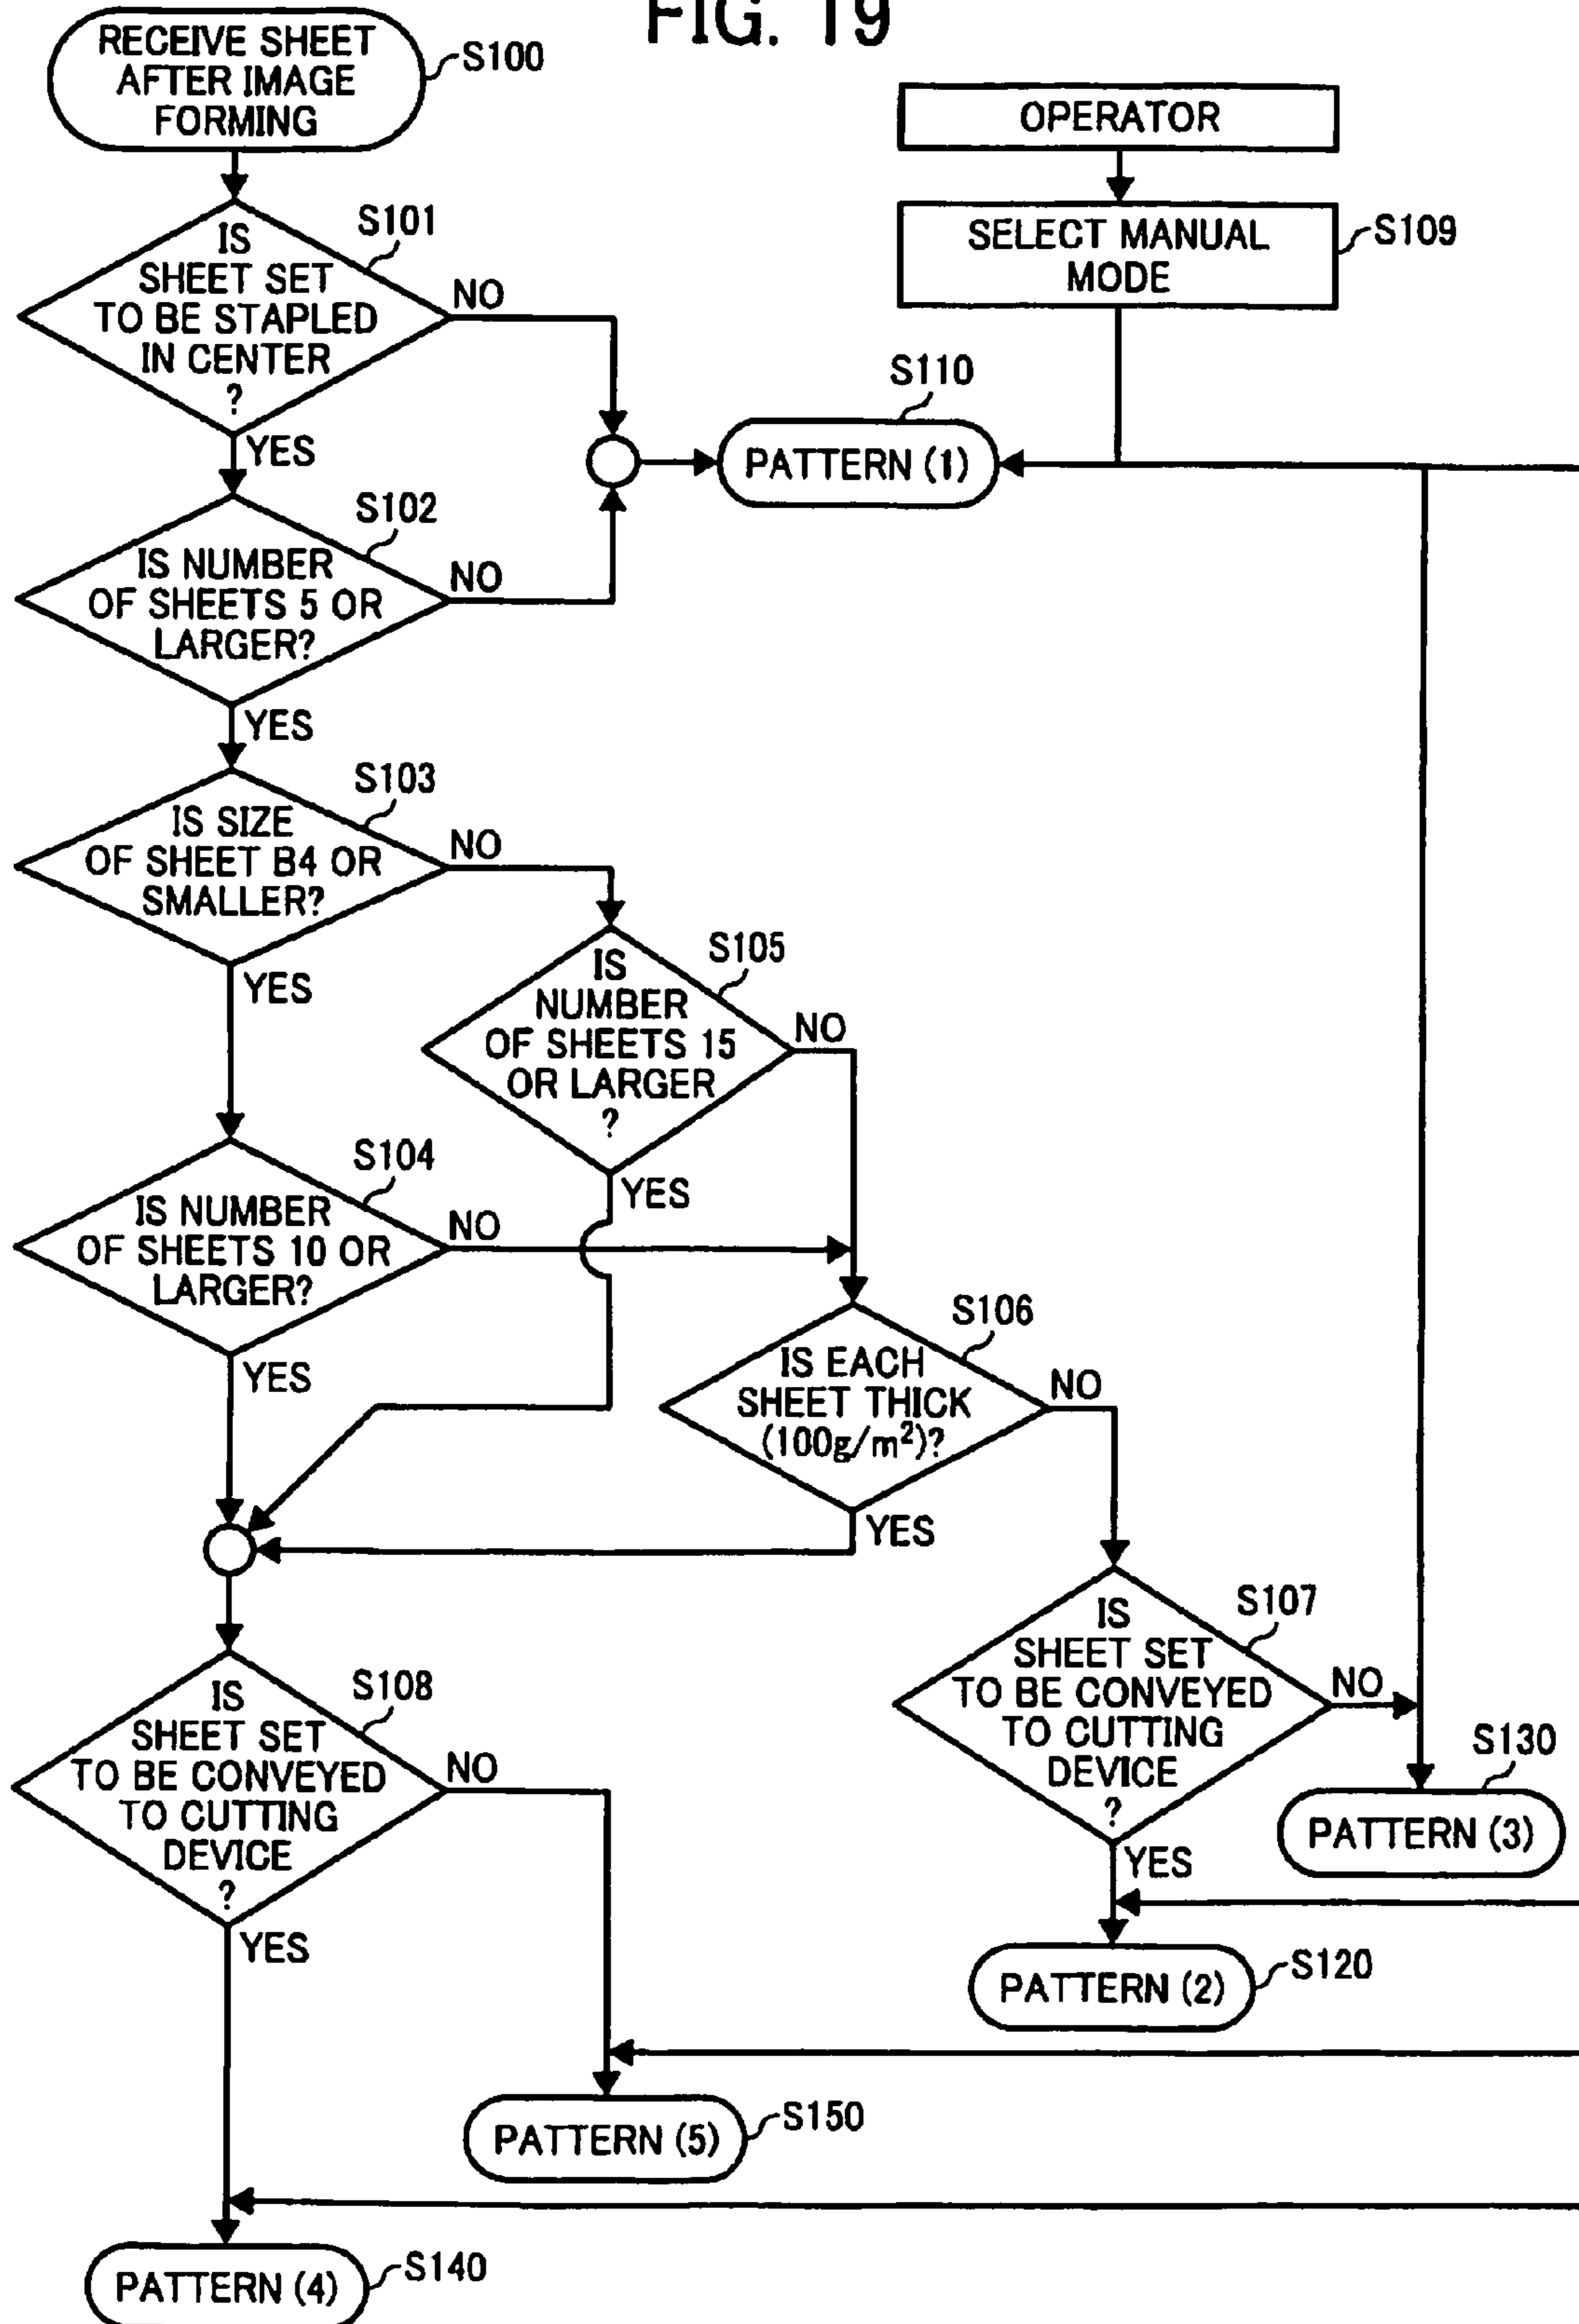 FIG. 19
RECEIVE SHEET
AFTER IMAGE
FORMING
S100
OPERATOR
SELECT MANUAL
MODE
S109
IS
SHEET SET
TO BE STAPLED
IN CENTER
?
S101
NO
YES
S110
PATTERN (1)
S102
IS NUMBER
OF SHEETS 5 OR
LARGER?
NO
YES
S103
IS SIZE
OF SHEET B4 OR
SMALLER?
NO
YES
S105
IS
NUMBER
OF SHEETS 15
OR LARGER
?
NO
YES
S104
IS NUMBER
OF SHEETS 10 OR
LARGER?
NO
YES
S106
IS EACH
SHEET THICK
(100g/m²)?
NO
YES
S107
IS
SHEET SET
TO BE CONVEYED
TO CUTTING
DEVICE
?
NO
YES
S108
IS
SHEET SET
TO BE CONVEYED
TO CUTTING
DEVICE
?
NO
YES
S130
PATTERN (3)
PATTERN (2)
S120
PATTERN (5)
S150
PATTERN (4)
S140